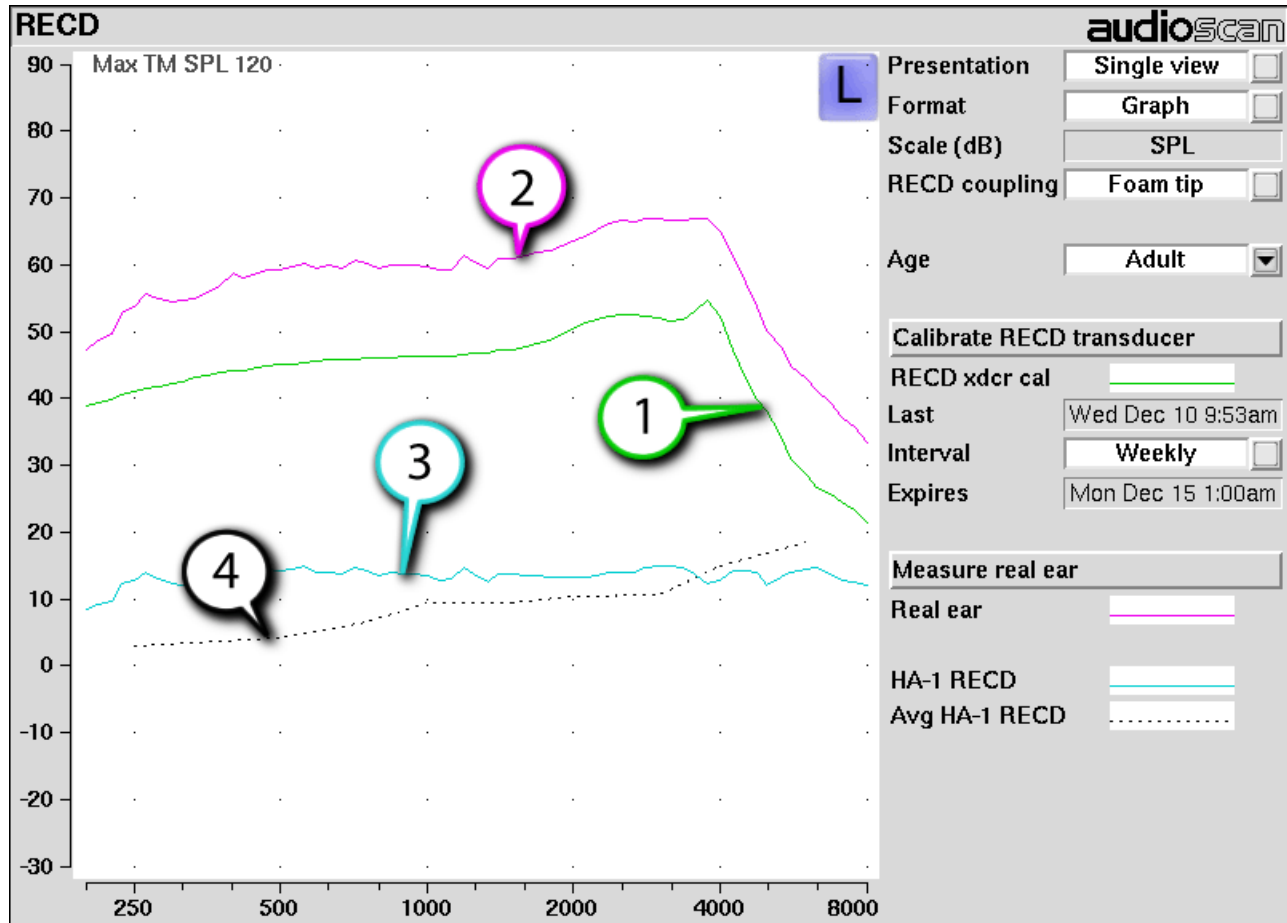 RECD
audioscan
Max TM SPL 120
L
90
80
70
60
50
40
30
20
10
0
-10
-20
-30
250 500 1000 2000 4000 8000
2
1
3
4
Presentation Single view
Format Graph
Scale (dB) SPL
RECD coupling Foam tip
Age Adult
Calibrate RECD transducer
RECD xdcr cal
Last Wed Dec 10 9:53am
Interval Weekly
Expires Mon Dec 15 1:00am
Measure real ear
Real ear
HA-1 RECD
Avg HA-1 RECD